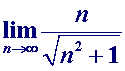 lim n→∞ n / √(n² + 1)